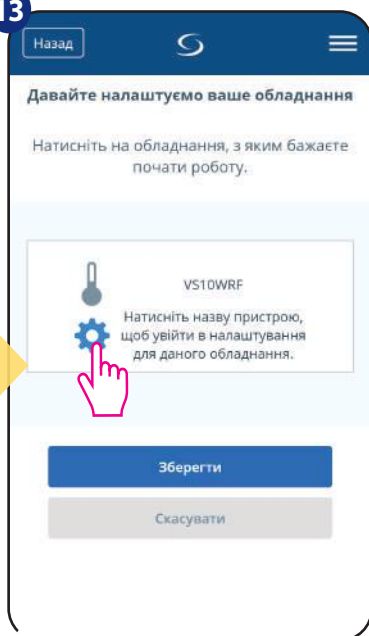 13
Назад
Давайте налаштуємо ваше обладнання
Натисніть на обладнання, з яким бажаєте
почати роботу.
VS10WRF
Натисніть назву пристрою,
щоб увійти в налаштування
для даного обладнання.
Зберегти
Скасувати